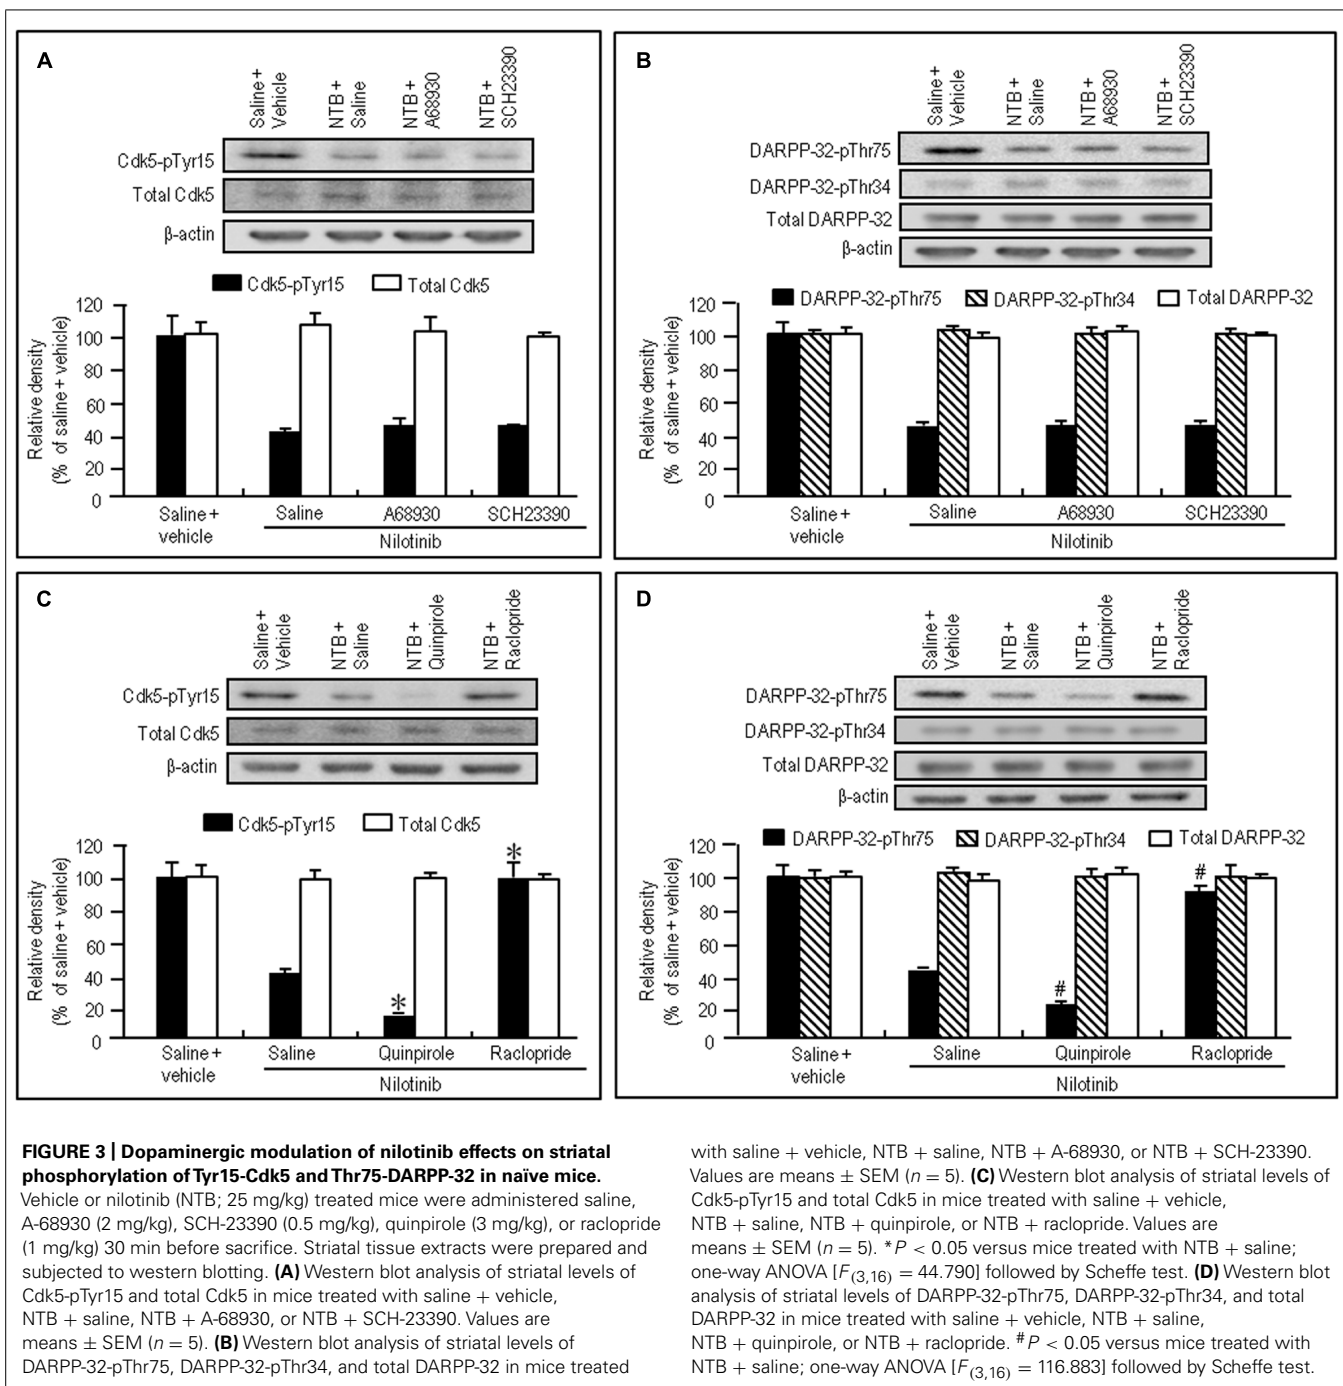 A
Saline +
Vehicle
NTB +
Saline
NTB +
A68930
NTB +
SCH23390
Cdk5-pTyr15
Total Cdk5
β-actin
Cdk5-pTyr15
Total Cdk5
Relative density
(% of saline + vehicle)
120
100
80
60
40
20
0
Saline +
vehicle
Saline
A68930
SCH23390
Nilotinib
B
Saline +
Vehicle
NTB +
Saline
NTB +
A68930
NTB +
SCH23390
DARPP-32-pThr75
DARPP-32-pThr34
Total DARPP-32
β-actin
DARPP-32-pThr75
DARPP-32-pThr34
Total DARPP-32
Relative density
(% of saline + vehicle)
120
100
80
60
40
20
0
Saline +
vehicle
Saline
A68930
SCH23390
Nilotinib
C
Saline +
Vehicle
NTB +
Saline
NTB +
Quinpirole
NTB +
Raclopride
Cdk5-pTyr15
Total Cdk5
β-actin
Cdk5-pTyr15
Total Cdk5
Relative density
(% of saline + vehicle)
120
100
80
60
40
20
0
*
*
Saline +
vehicle
Saline
Quinpirole
Raclopride
Nilotinib
D
Saline +
Vehicle
NTB +
Saline
NTB +
Quinpirole
NTB +
Raclopride
DARPP-32-pThr75
DARPP-32-pThr34
Total DARPP-32
β-actin
DARPP-32-pThr75
DARPP-32-pThr34
Total DARPP-32
Relative density
(% of saline + vehicle)
120
100
80
60
40
20
0
#
#
Saline +
vehicle
Saline
Quinpirole
Raclopride
Nilotinib
FIGURE 3 | Dopaminergic modulation of nilotinib effects on striatal
phosphorylation of Tyr15-Cdk5 and Thr75-DARPP-32 in naïve mice.
Vehicle or nilotinib (NTB; 25 mg/kg) treated mice were administered saline,
A-68930 (2 mg/kg), SCH-23390 (0.5 mg/kg), quinpirole (3 mg/kg), or raclopride
(1 mg/kg) 30 min before sacrifice. Striatal tissue extracts were prepared and
subjected to western blotting. (A) Western blot analysis of striatal levels of
Cdk5-pTyr15 and total Cdk5 in mice treated with saline + vehicle,
NTB + saline, NTB + A-68930, or NTB + SCH-23390. Values are
means ± SEM (n = 5). (B) Western blot analysis of striatal levels of
DARPP-32-pThr75, DARPP-32-pThr34, and total DARPP-32 in mice treated
with saline + vehicle, NTB + saline, NTB + A-68930, or NTB + SCH-23390.
Values are means ± SEM (n = 5). (C) Western blot analysis of striatal levels of
Cdk5-pTyr15 and total Cdk5 in mice treated with saline + vehicle,
NTB + saline, NTB + quinpirole, or NTB + raclopride. Values are
means ± SEM (n = 5). *P < 0.05 versus mice treated with NTB + saline;
one-way ANOVA [F(3,16) = 44.790] followed by Scheffe test. (D) Western blot
analysis of striatal levels of DARPP-32-pThr75, DARPP-32-pThr34, and total
DARPP-32 in mice treated with saline + vehicle, NTB + saline,
NTB + quinpirole, or NTB + raclopride. #P < 0.05 versus mice treated with
NTB + saline; one-way ANOVA [F(3,16) = 116.883] followed by Scheffe test.